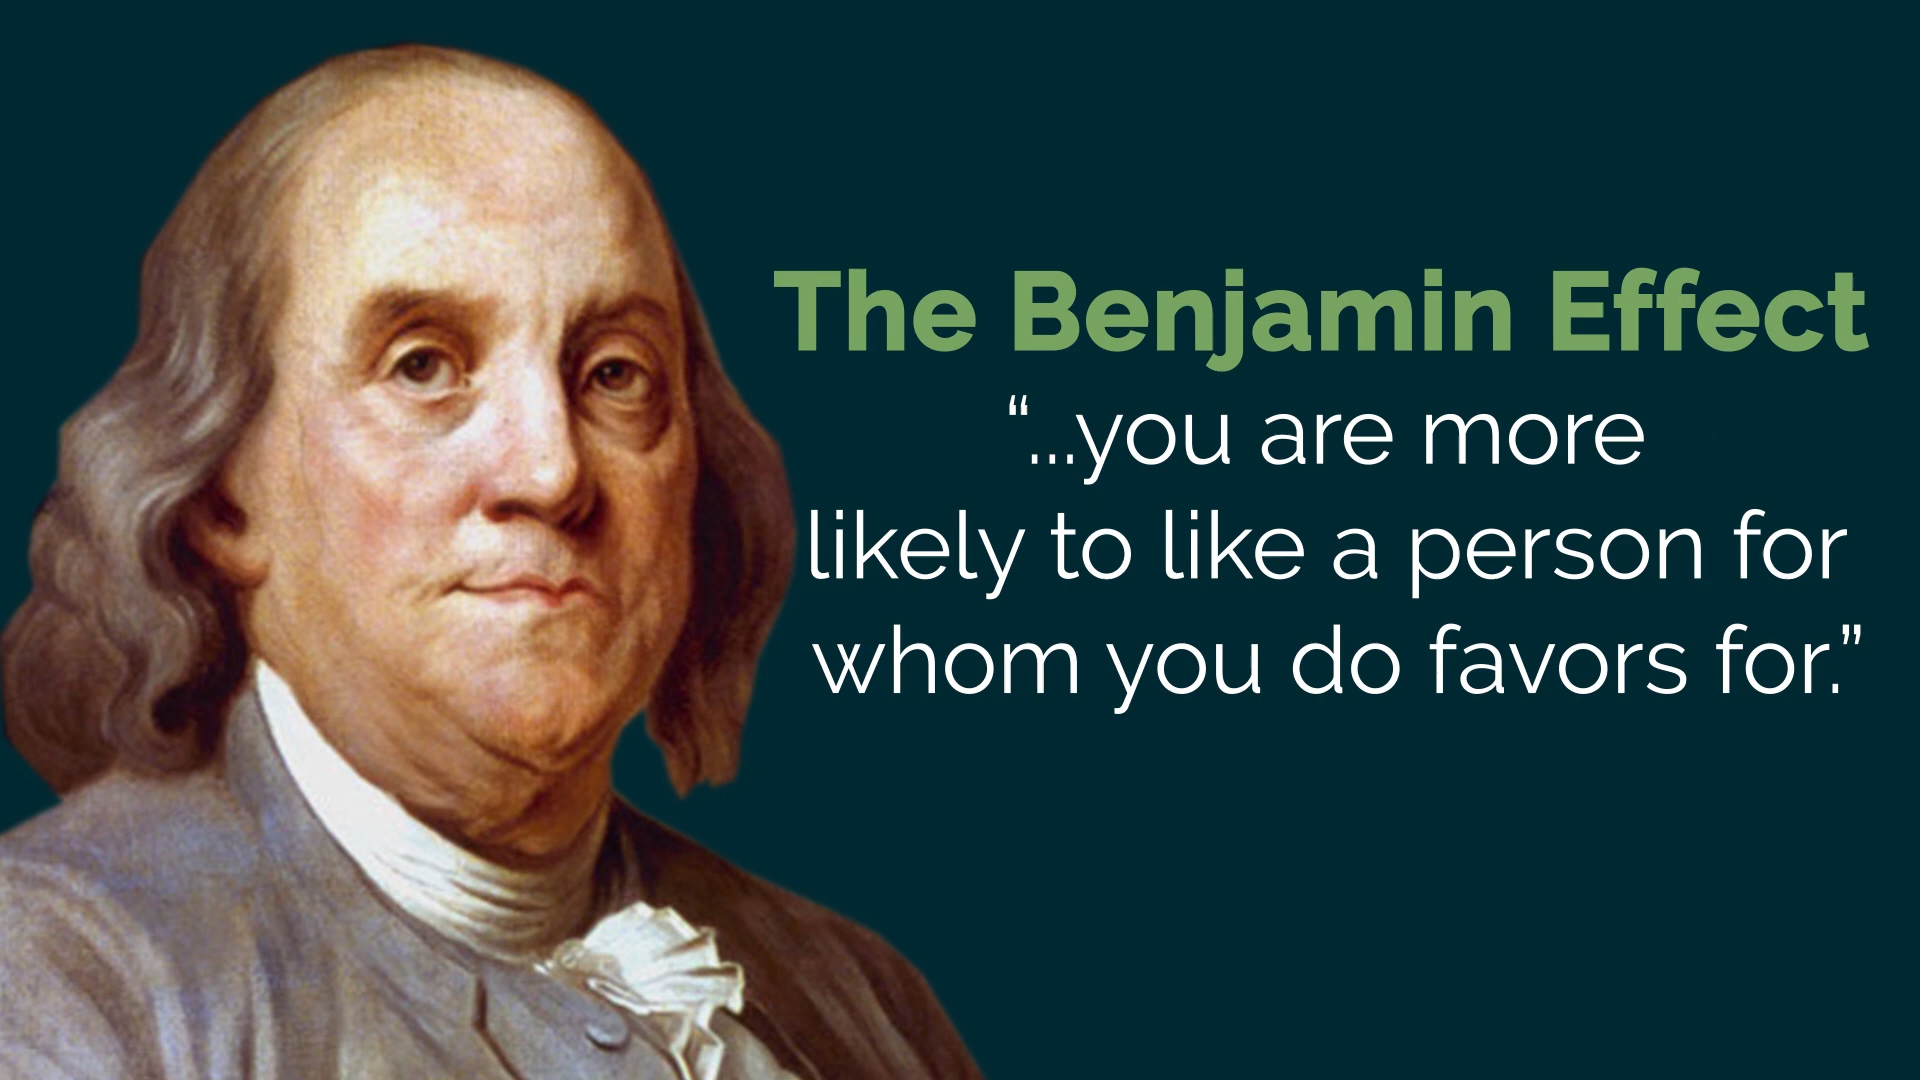 The Benjamin Effect
“...you are more
likely to like a person for
whom you do favors for.”